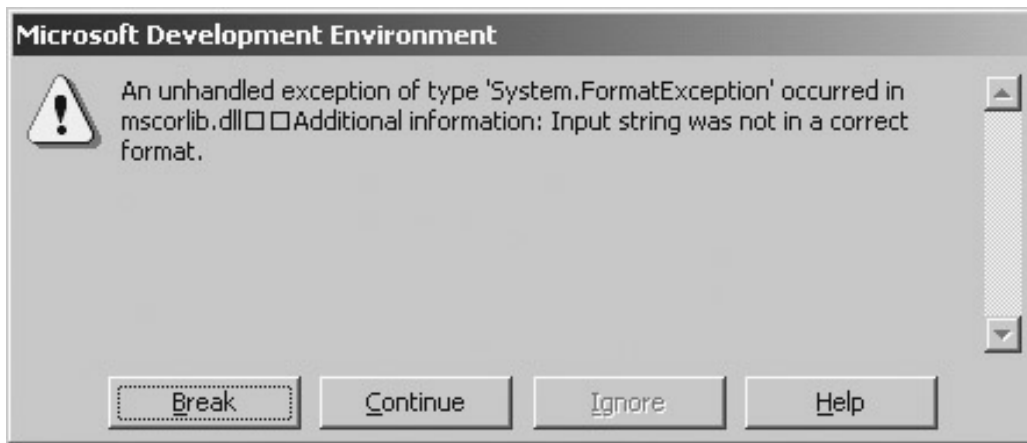 Microsoft Development Environment
An unhandled exception of type 'System.FormatException' occurred in
mscorlib.dll□□Additional information: Input string was not in a correct
format.
Break
Continue
Ignore
Help